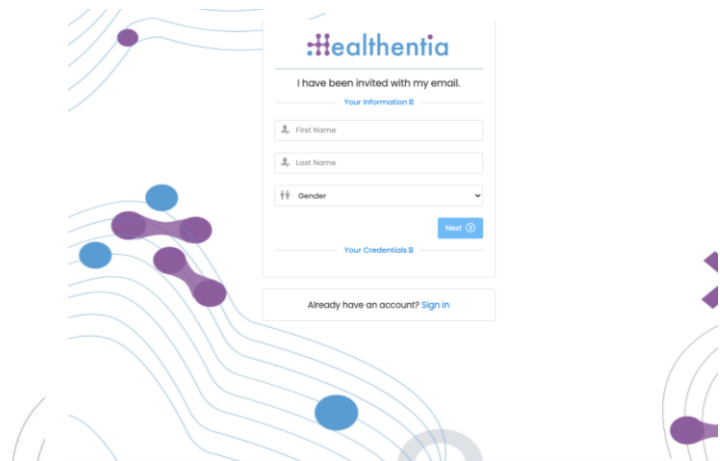 Healthentia
I have been invited with my email.
Your Information
First Name
Last Name
Gender
Next
Your Credentials
Already have an account? Sign in